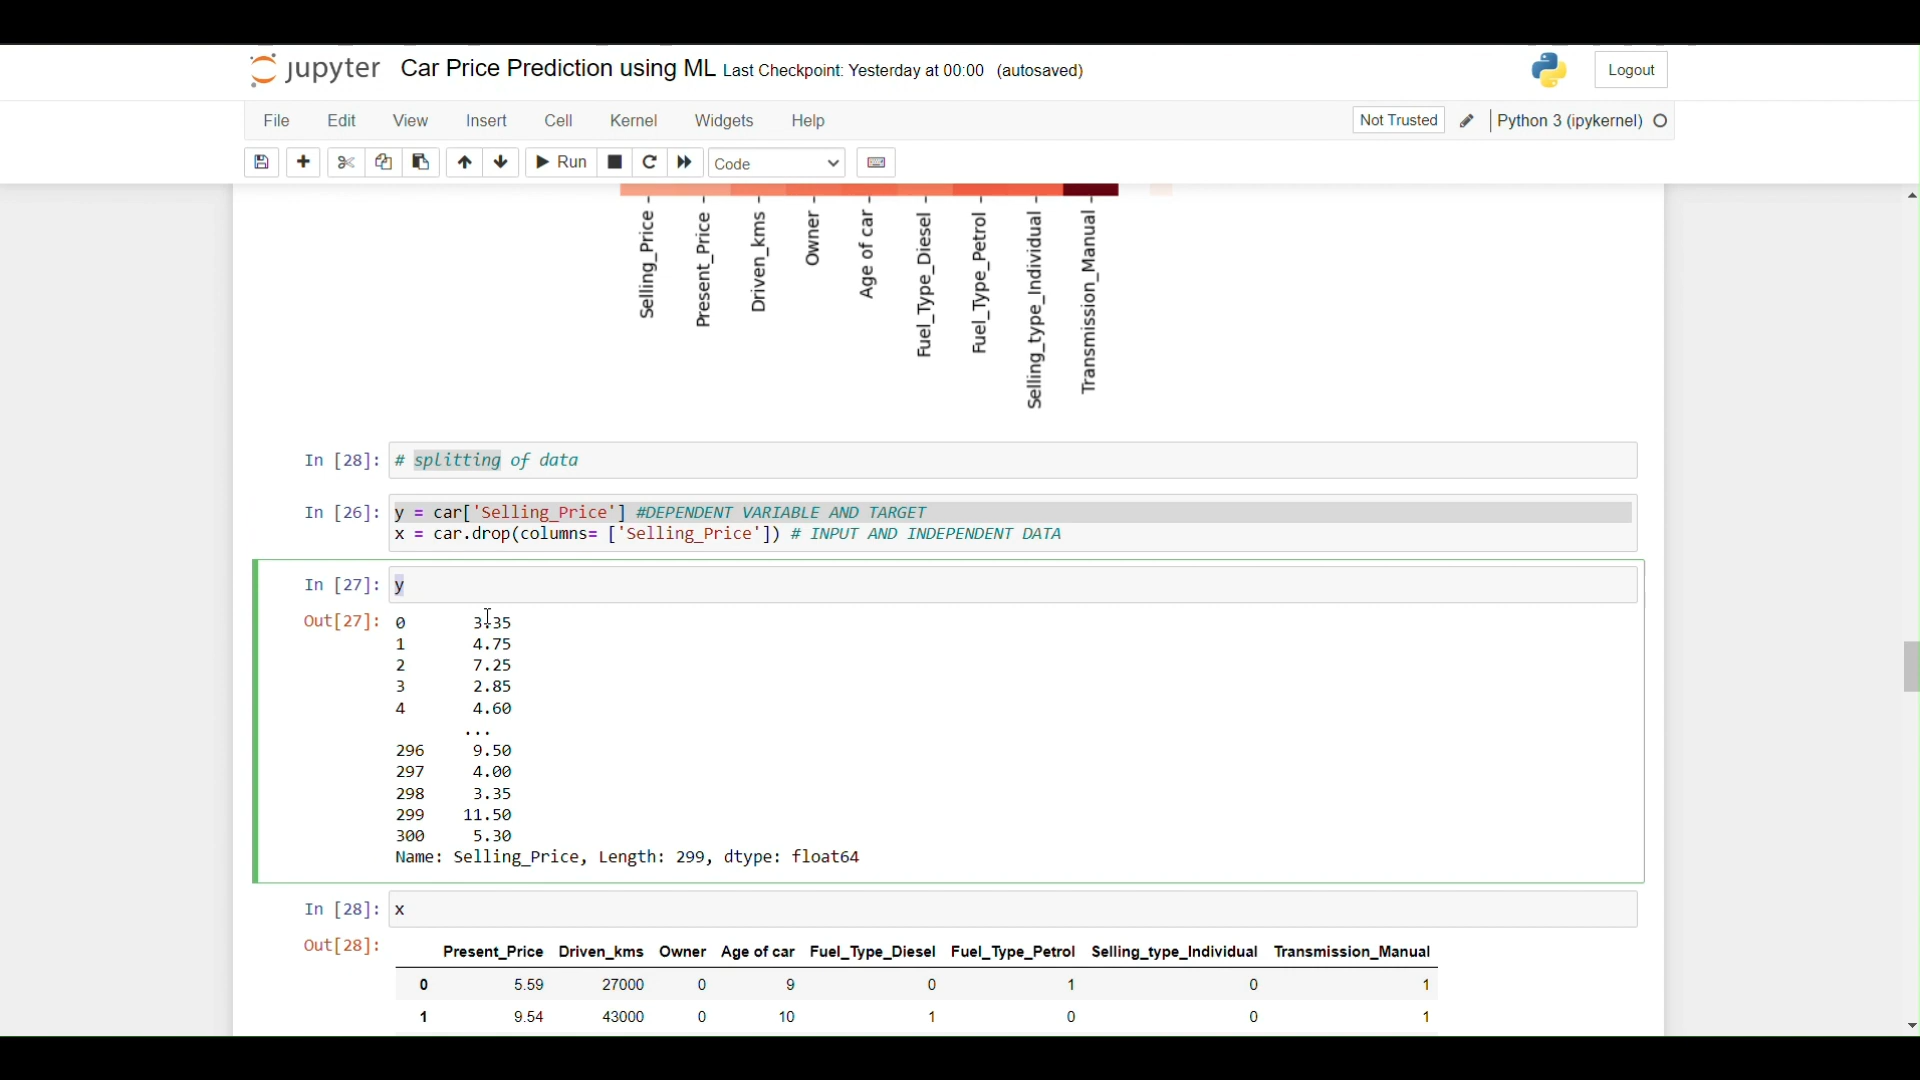 jupyter Car Price Prediction using ML Last Checkpoint: Yesterday at 00:00 (autosaved)
Logout
File Edit View Insert Cell Kernel Widgets Help
Not Trusted Python 3 (ipykernel)
Run Code
Selling_Price
Present_Price
Driven_kms
Owner
Age of car
Fuel_Type_Diesel
Fuel_Type_Petrol
Selling_type_Individual
Transmission_Manual
In [28]: # splitting of data
In [26]: y = car['Selling_Price'] #DEPENDENT VARIABLE AND TARGET
x = car.drop(columns= ['Selling_Price']) # INPUT AND INDEPENDENT DATA
In [27]: y
Out[27]: 0 3.35
1 4.75
2 7.25
3 2.85
4 4.60
...
296 9.50
297 4.00
298 3.35
299 11.50
300 5.30
Name: Selling_Price, Length: 299, dtype: float64
In [28]: x
Out[28]:
Present_Price Driven_kms Owner Age of car Fuel_Type_Diesel Fuel_Type_Petrol Selling_type_Individual Transmission_Manual
0 5.59 27000 0 9 0 1 0 1
1 9.54 43000 0 10 1 0 0 1